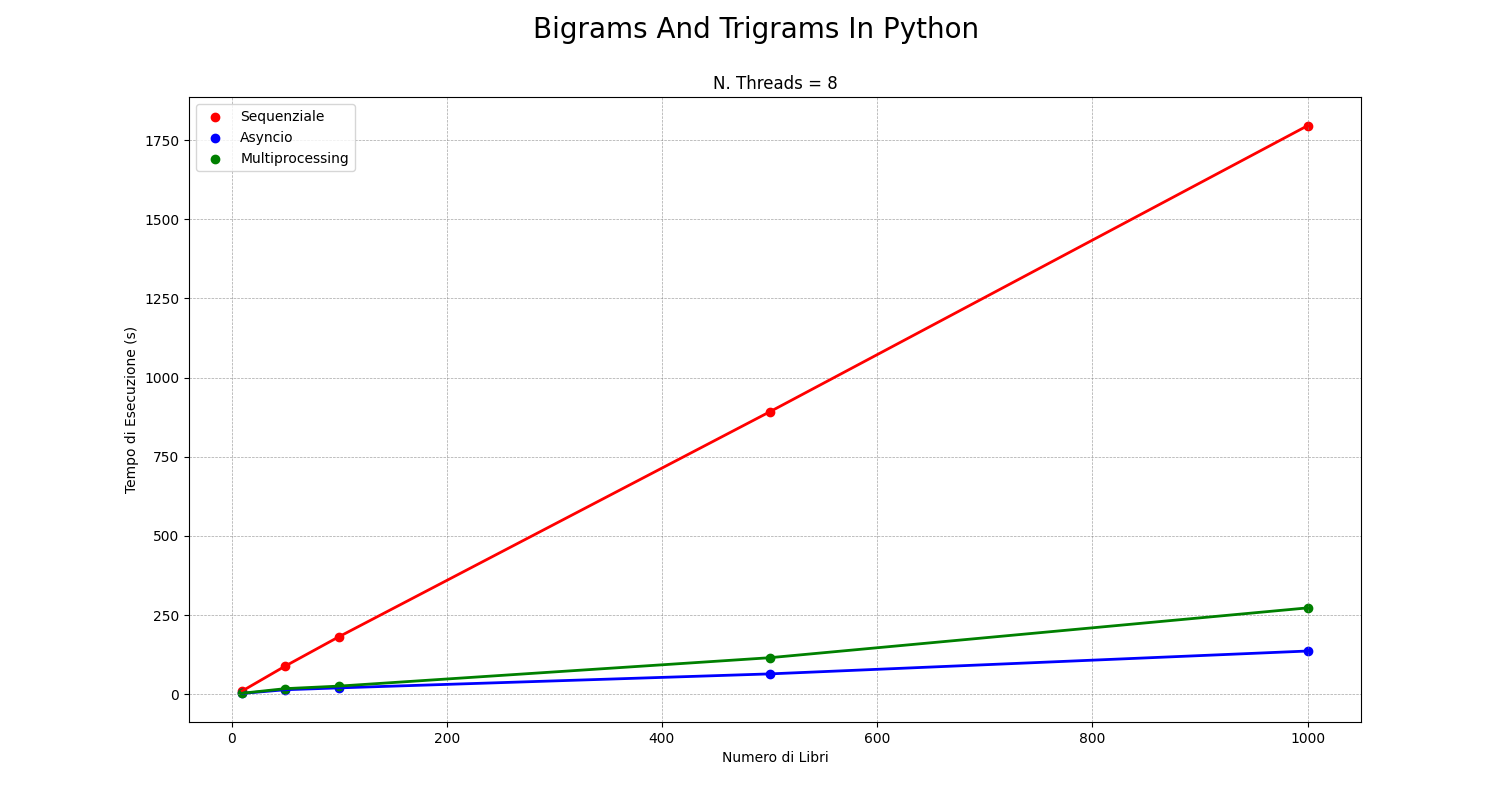 Bigrams And Trigrams In Python
N. Threads = 8
Sequenziale
Asyncio
Multiprocessing
1750
1500
1250
1000
750
500
250
0
Tempo di Esecuzione (s)
0 200 400 600 800 1000
Numero di Libri